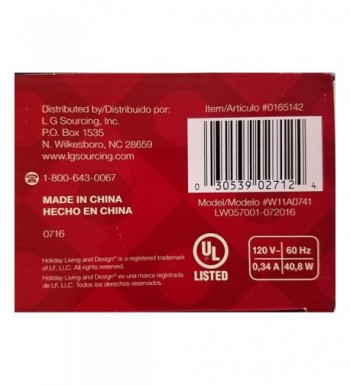 Distributed by/Distribuido por:
L G Sourcing, Inc.
P.O. Box 1535
N. Wilkesboro, NC 28659
www.lgsourcing.com
1-800-643-0067
MADE IN CHINA
HECHO EN CHINA
0716
Holiday Living and Design® is a registered trademark
of LF, LLC. All rights reserved.
Holiday Living and Design® es una marca registrada
de LF, LLC. Todos los derechos reservados.
Item/Artículo #0165142
0 30539 02712 4
Model/Modelo #W11A0741
LW057001-072016
UL
LISTED
120 V~ 60 Hz
0,34 A 40,8 W